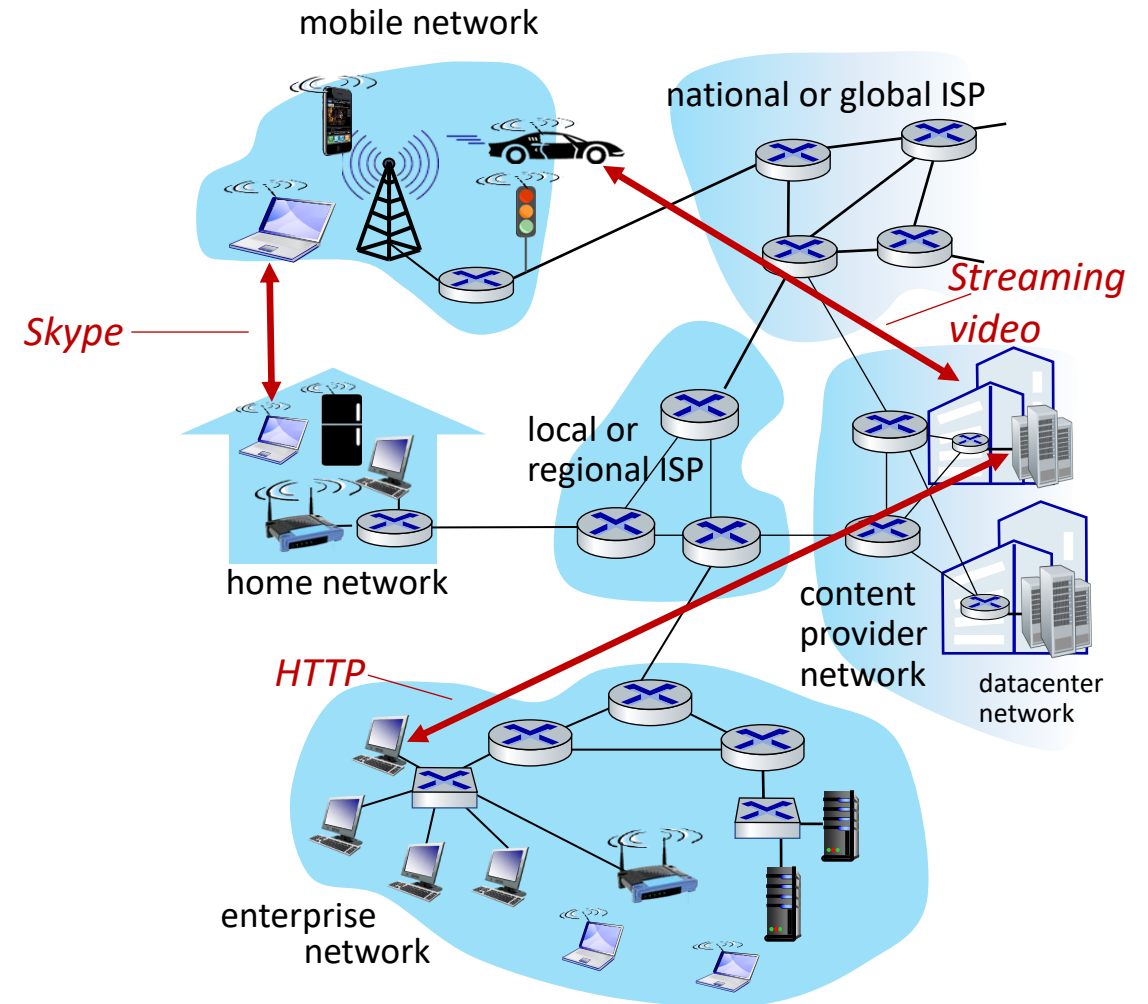 mobile network
national or global ISP
Streaming
video
Skype
local or
regional ISP
home network
content
provider
network
datacenter
network
HTTP
enterprise
network